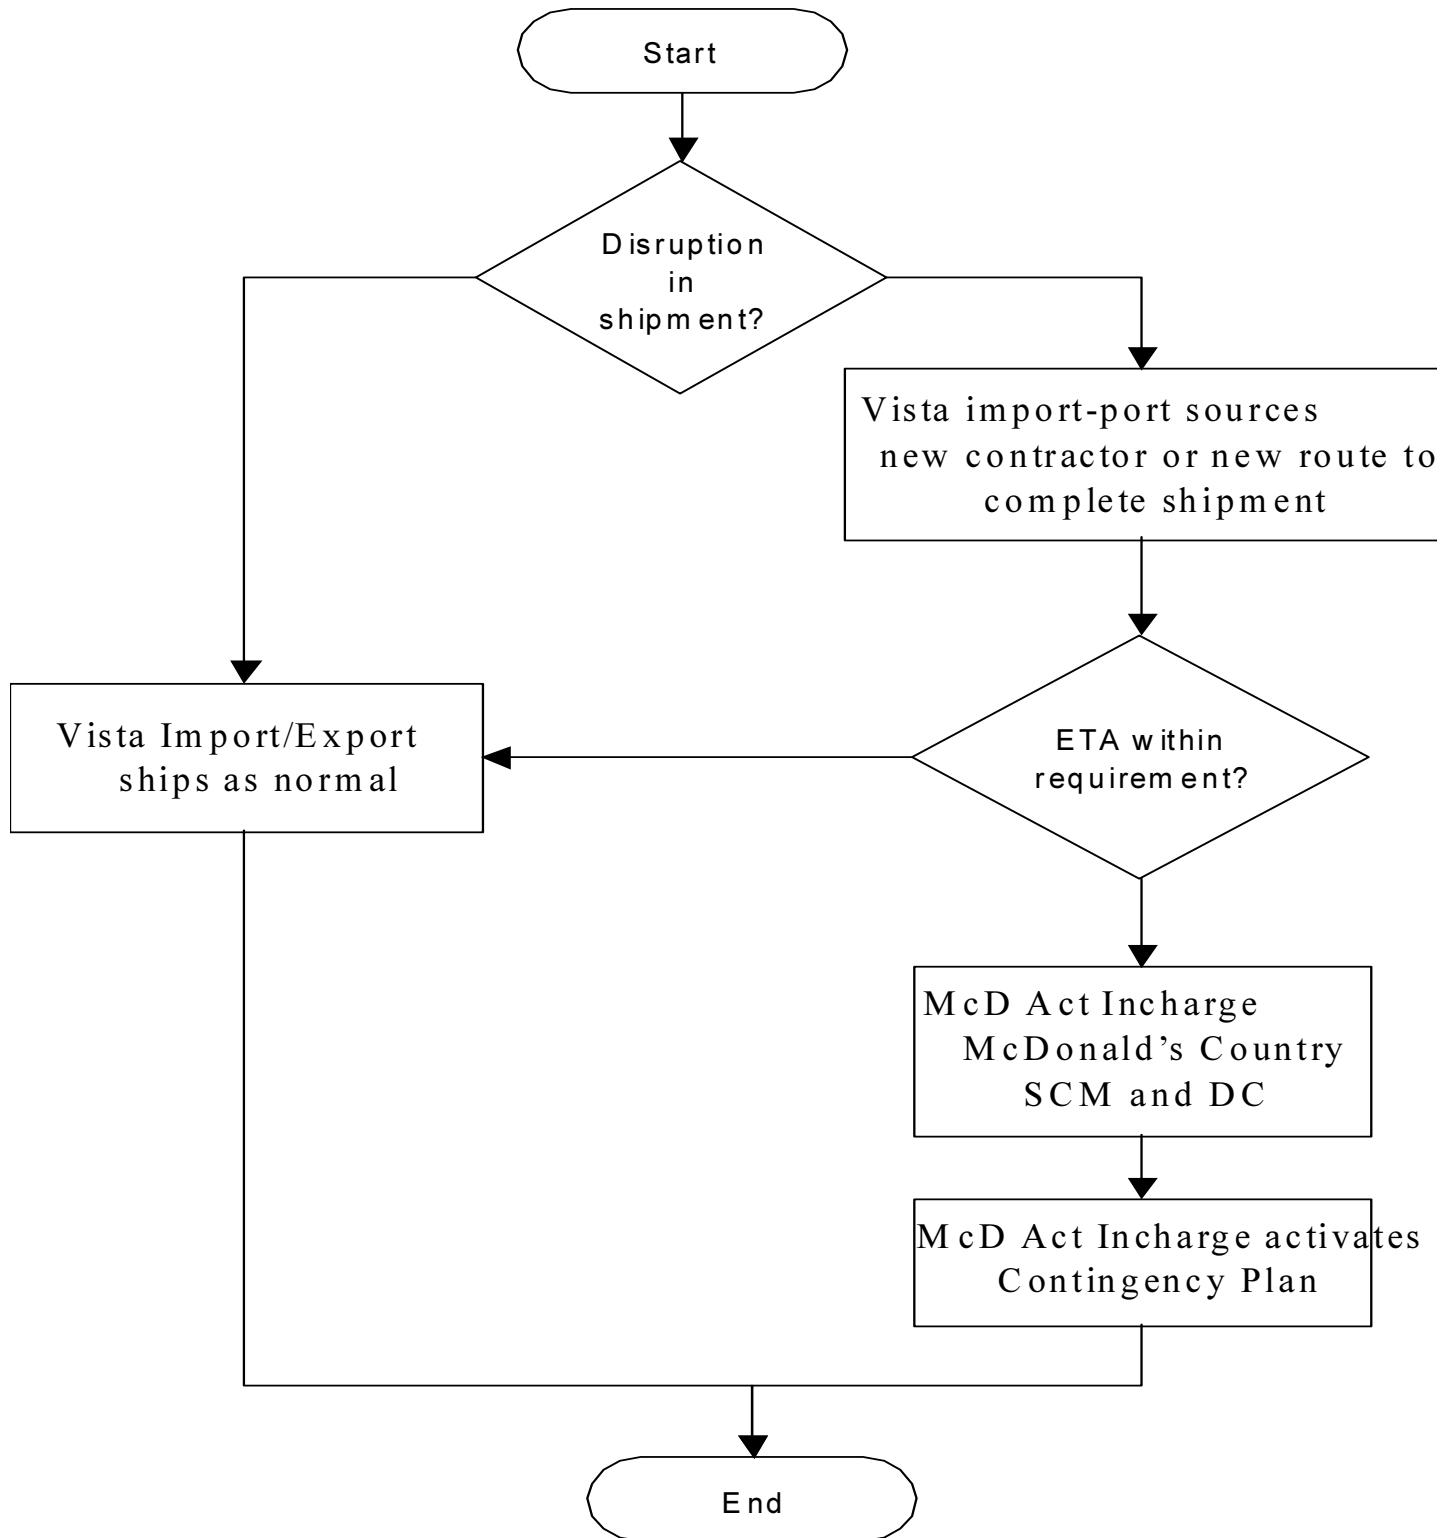 Start
Disruption
in
shipment?
Vista import-port sources
new contractor or new route to
complete shipment
Vista Import/Export
ships as normal
ETA within
requirement?
McD Act Incharge
McDonald’s Country
SCM and DC
McD Act Incharge activates
Contingency Plan
End